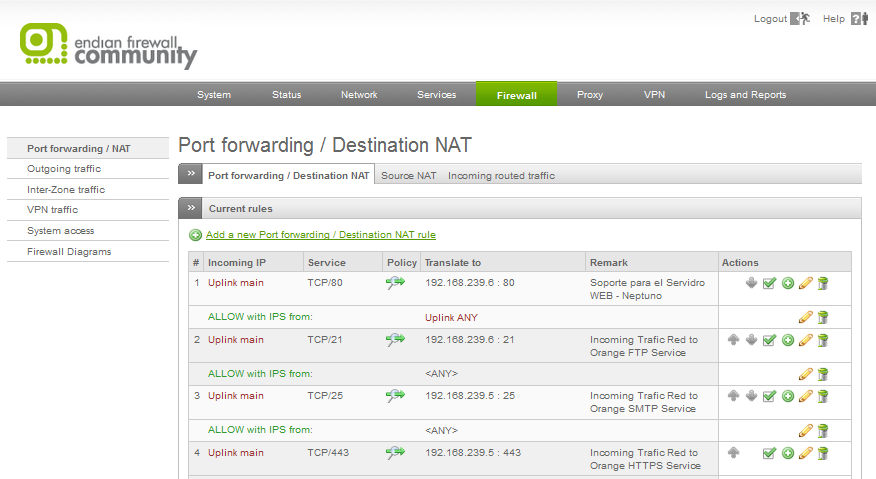 Logout Help
endian firewall
community
System Status Network Services Firewall Proxy VPN Logs and Reports
Port forwarding / NAT
Outgoing traffic
Inter-Zone traffic
VPN traffic
System access
Firewall Diagrams
Port forwarding / Destination NAT
Port forwarding / Destination NAT Source NAT Incoming routed traffic
Current rules
Add a new Port forwarding / Destination NAT rule
# Incoming IP Service Policy Translate to Remark Actions
1 Uplink main TCP/80 192.168.239.6 : 80 Soporte para el Servidro
WEB - Neptuno
ALLOW with IPS from: Uplink ANY
2 Uplink main TCP/21 192.168.239.6 : 21 Incoming Trafic Red to
Orange FTP Service
ALLOW with IPS from: <ANY>
3 Uplink main TCP/25 192.168.239.5 : 25 Incoming Trafic Red to
Orange SMTP Service
ALLOW with IPS from: <ANY>
4 Uplink main TCP/443 192.168.239.5 : 443 Incoming Trafic Red to
Orange HTTPS Service